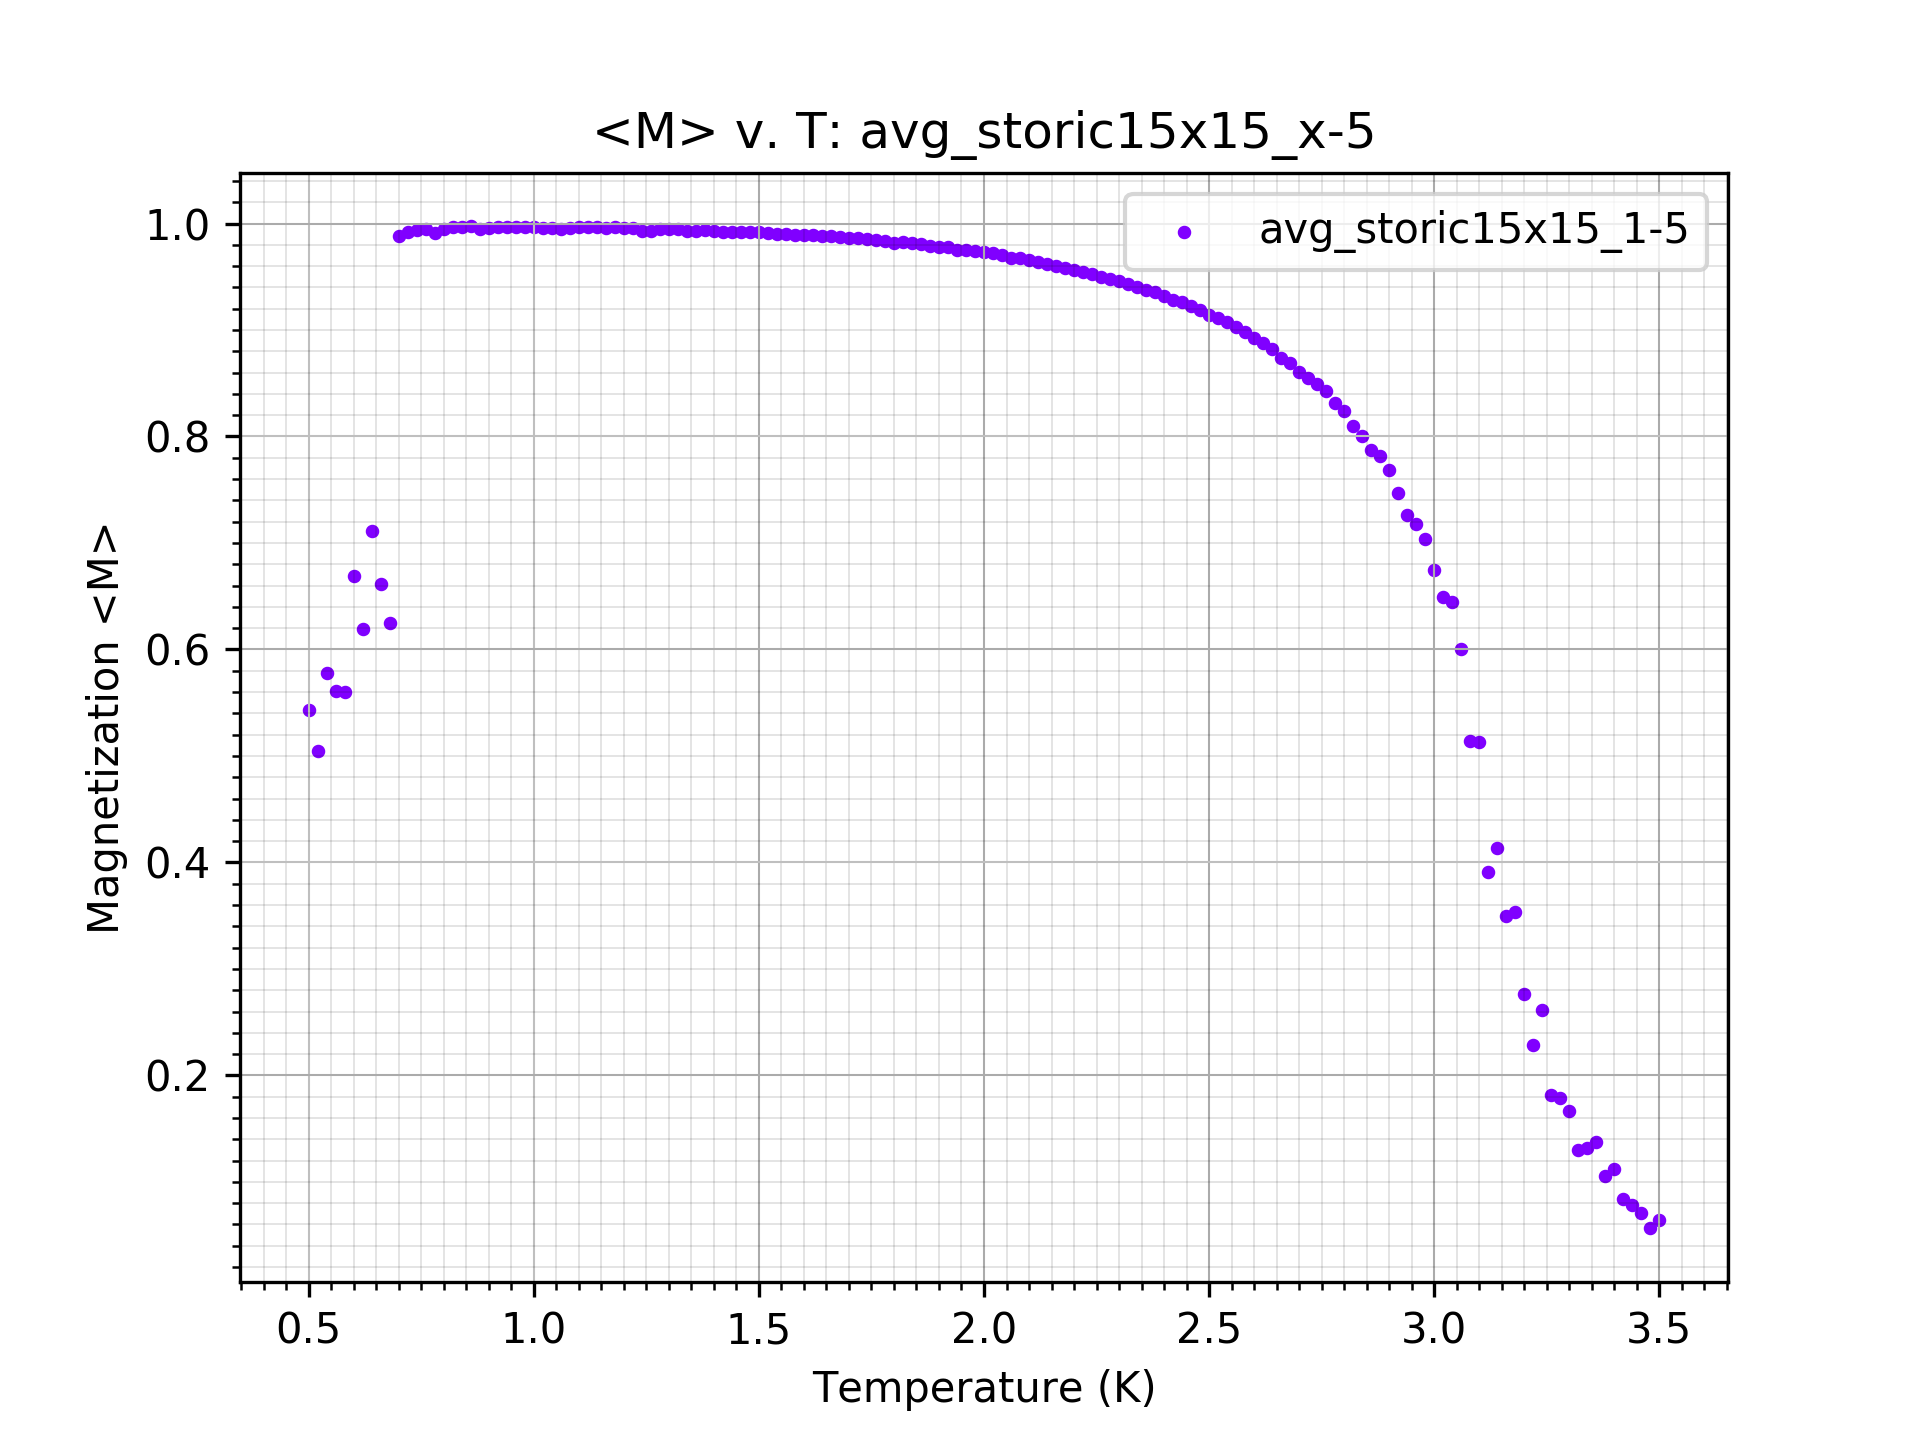 <M> v. T: avg_storic15x15_x-5
avg_storic15x15_1-5
Magnetization <M>
1.0
0.8
0.6
0.4
0.2
0.5 1.0 1.5 2.0 2.5 3.0 3.5
Temperature (K)